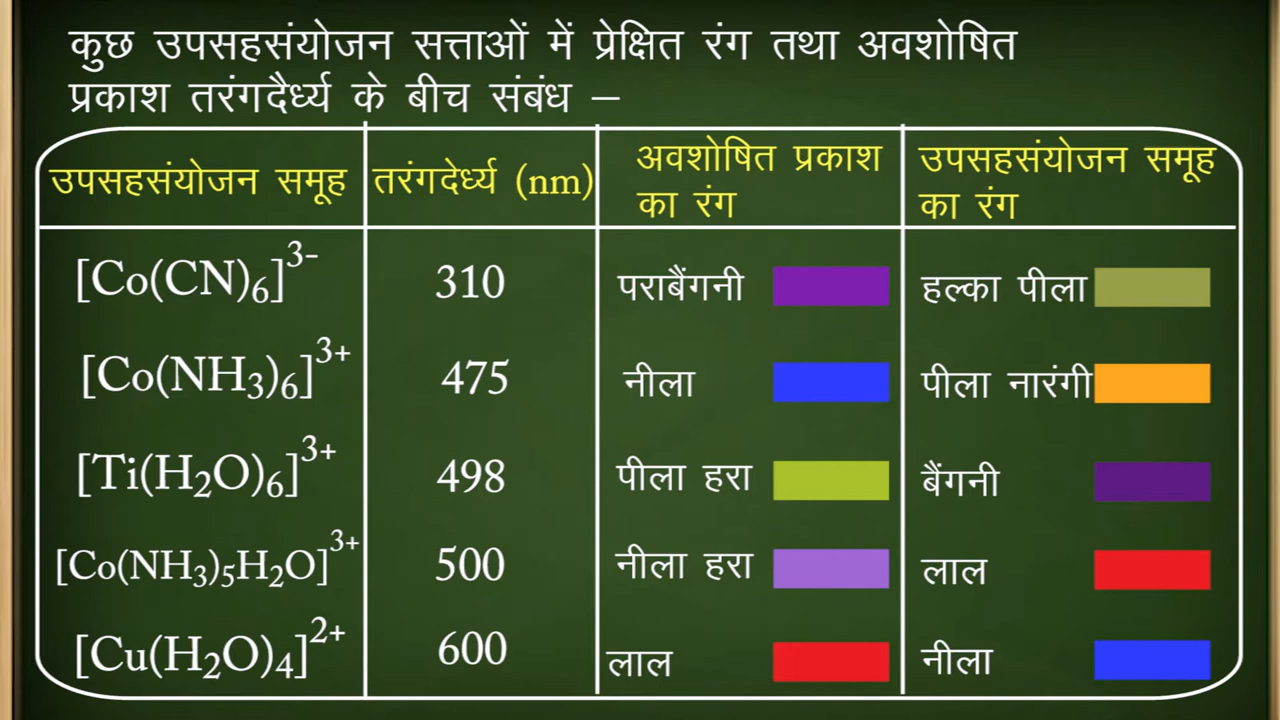 कुछ उपसहसंयोजन सत्ताओं में प्रेक्षित रंग तथा अवशोषित
प्रकाश तरंगदैर्ध्य के बीच संबंध –
उपसहसंयोजन समूह तरंगदेर्ध्य (nm) अवशोषित प्रकाश का रंग उपसहसंयोजन समूह का रंग
[Co(CN)₆]³⁻ 310 पराबैंगनी हल्का पीला
[Co(NH₃)₆]³⁺ 475 नीला पीला नारंगी
[Ti(H₂O)₆]³⁺ 498 पीला हरा बैंगनी
[Co(NH₃)₅H₂O]³⁺ 500 नीला हरा लाल
[Cu(H₂O)₄]²⁺ 600 लाल नीला